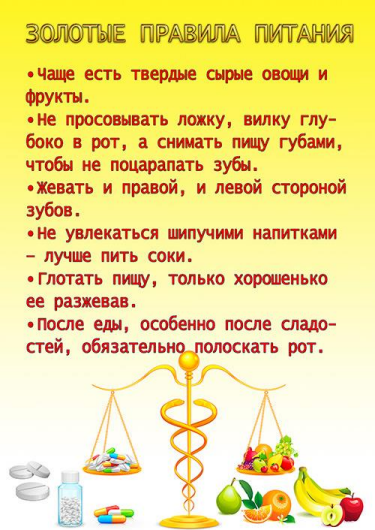 ЗОЛОТЫЕ ПРАВИЛА ПИТАНИЯ
•Чаще есть твердые сырые овощи и
фрукты.
•Не просовывать ложку, вилку глу-
боко в рот, а снимать пищу губами,
чтобы не поцарапать зубы.
•Жевать и правой, и левой стороной
зубов.
•Не увлекаться шипучими напитками
– лучше пить соки.
•Глотать пищу, только хорошенько
ее разжевав.
•После еды, особенно после сладо-
стей, обязательно полоскать рот.